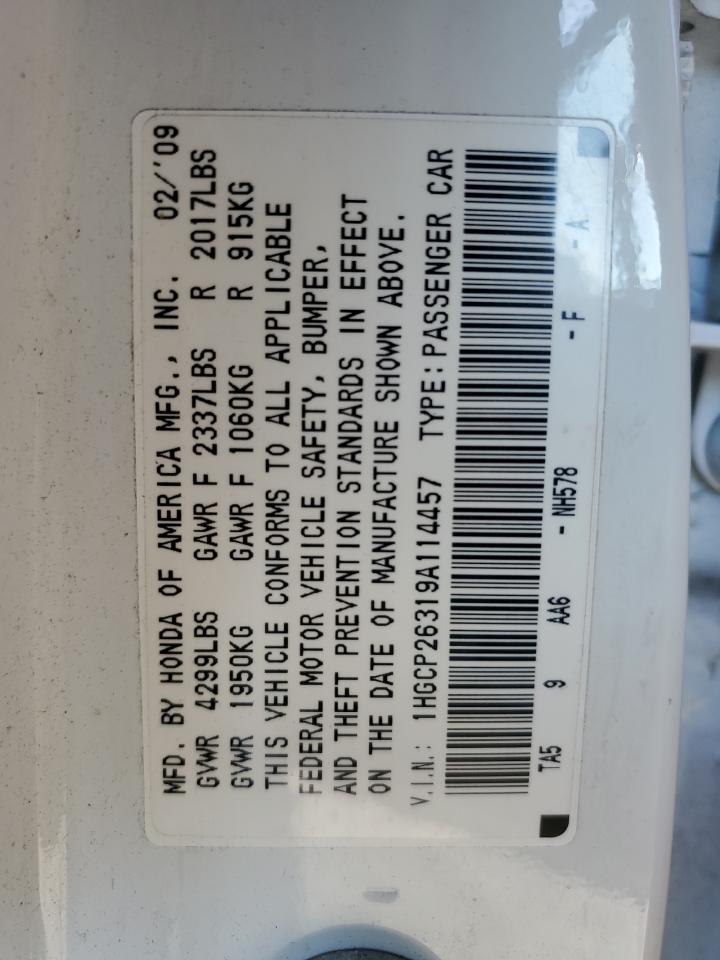 MFD. BY HONDA OF AMERICA MFG., INC. 02/'09
GVWR 4299LBS GAWR F 2337LBS R 2017LBS
GVWR 1950KG GAWR F 1060KG R 915KG
THIS VEHICLE CONFORMS TO ALL APPLICABLE
FEDERAL MOTOR VEHICLE SAFETY, BUMPER,
AND THEFT PREVENTION STANDARDS IN EFFECT
ON THE DATE OF MANUFACTURE SHOWN ABOVE.
V.I.N.: 1HGCP26319A114457 TYPE:PASSENGER CAR
TA5 9 AA6 - NH578 - F - A